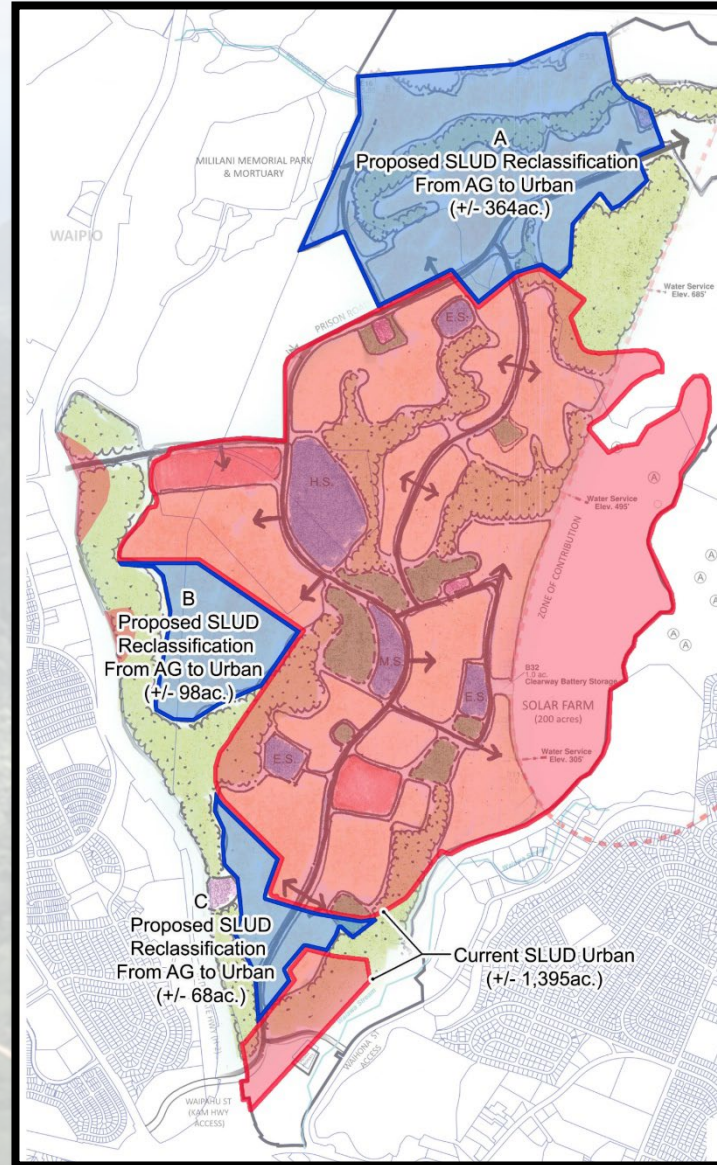 A
Proposed SLUD Reclassification
From AG to Urban
(+/- 364ac.)
MILILANI MEMORIAL PARK
& MORTUARY
WAIPIO
Water Service
Elev. 685'
E.S.
H.S.
A
A
Water Service
Elev. 495'
ZONE OF CONTRIBUTION
A
A
A
A
A
B
Proposed SLUD
Reclassification
From AG to Urban
(+/- 98ac.)
M.S.
E.S.
B32
1.0 ac.
Clearway Battery Storage
SOLAR FARM
(200 acres)
Water Service
Elev. 305'
E.S.
C
Proposed SLUD
Reclassification
From AG to Urban
(+/- 68ac.)
Current SLUD Urban
(+/- 1,395ac.)
WAIHONA ST
ACCESS
WAIPAHU ST
(KAM HWY
ACCESS)